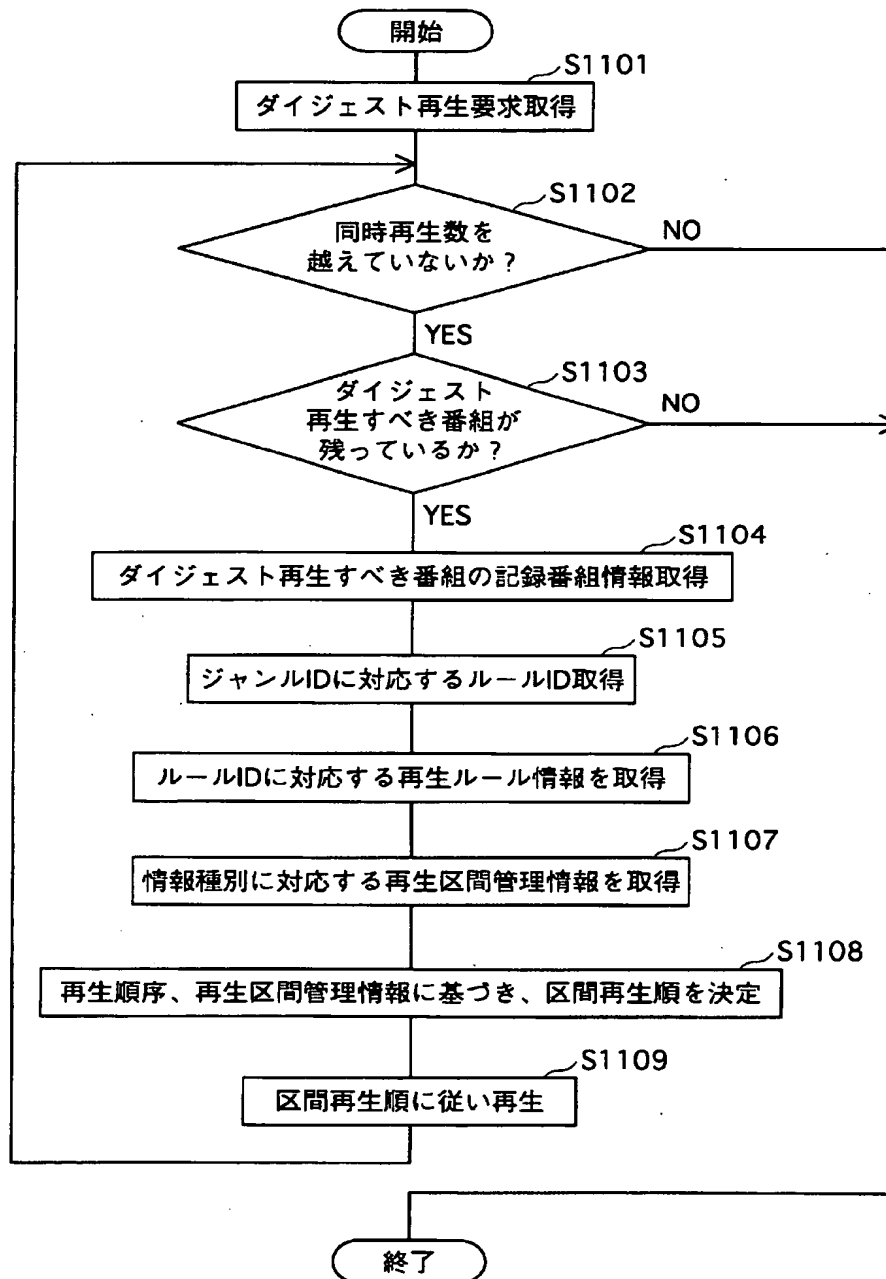 開始
S1101
ダイジェスト再生要求取得
S1102
同時再生数を
越えていないか？
NO
YES
S1103
ダイジェスト
再生すべき番組が
残っているか？
NO
YES
S1104
ダイジェスト再生すべき番組の記録番組情報取得
S1105
ジャンルIDに対応するルールID取得
S1106
ルールIDに対応する再生ルール情報を取得
S1107
情報種別に対応する再生区間管理情報を取得
S1108
再生順序、再生区間管理情報に基づき、区間再生順を決定
S1109
区間再生順に従い再生
終了